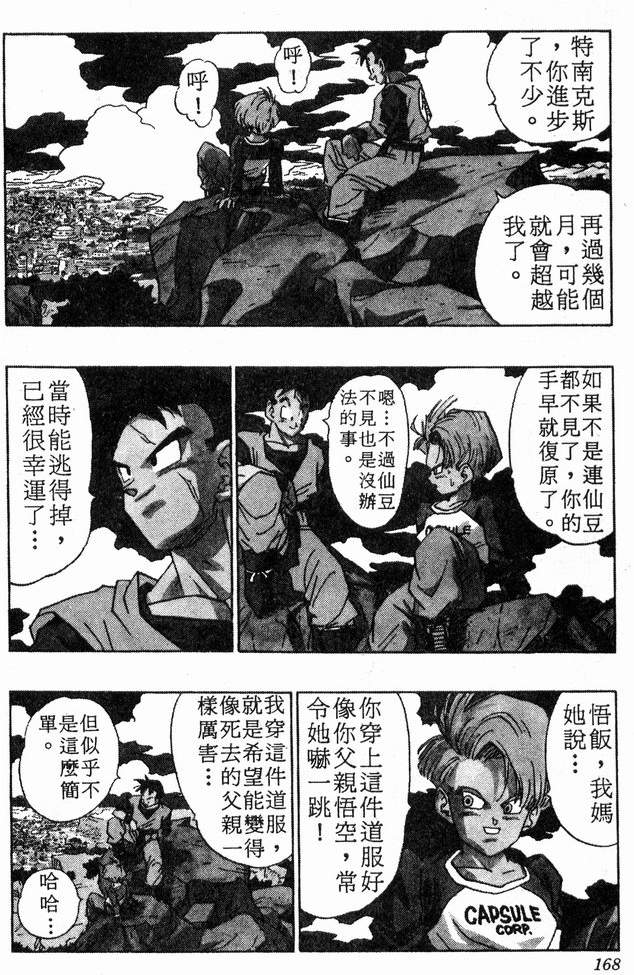 特南克斯
，你進步
了不少。
再過幾個
月，可能
就會超越
我了。
呼！
呼！
如果不是連仙豆
都不見了，你的
手早就復原了。
CAPSULE
嗯…不過仙豆
不見也是沒辦
法的事。
當時能逃得掉，
已經很幸運了…
悟飯，我媽
她說…
你穿上這件道服好
像你父親悟空，常
令她嚇一跳！
CAPSULE
CORP.
我穿這件道服，
就是希望能變得
像死去的父親一
樣厲害…
但似乎不
是這麼簡
單。
哈哈…
168